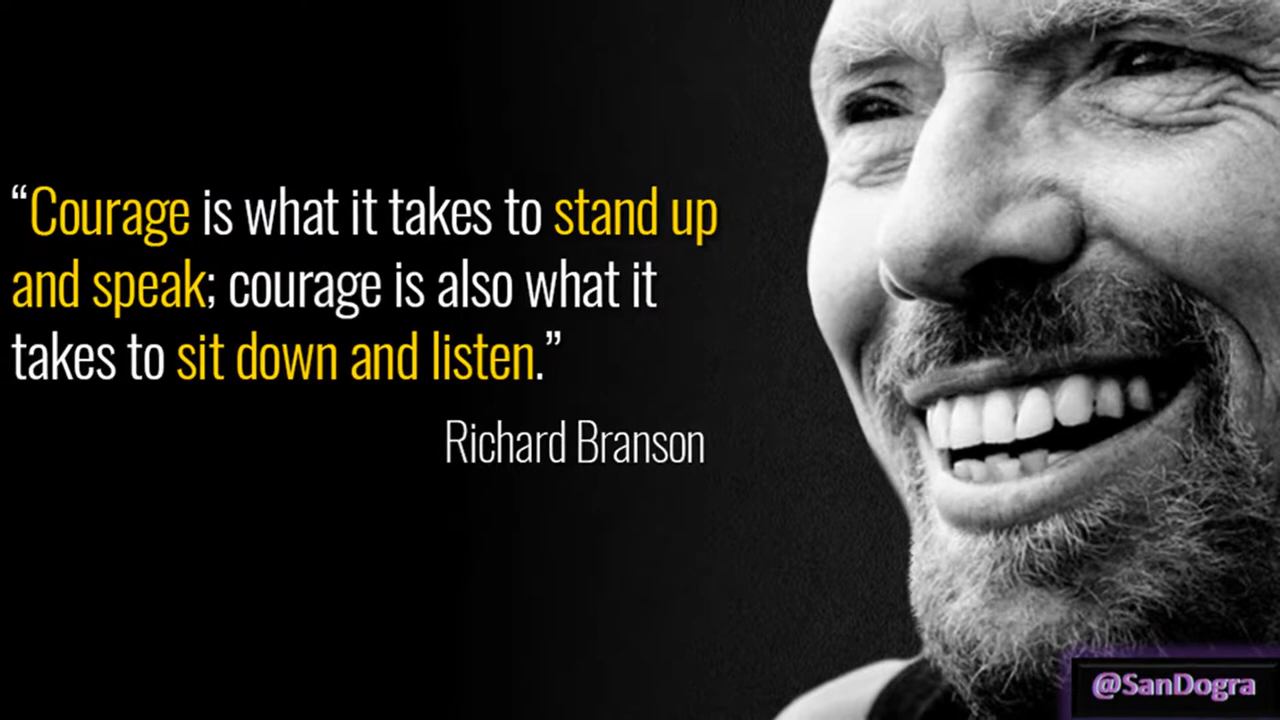 “Courage is what it takes to stand up
and speak; courage is also what it
takes to sit down and listen.”
Richard Branson
@SanDogra